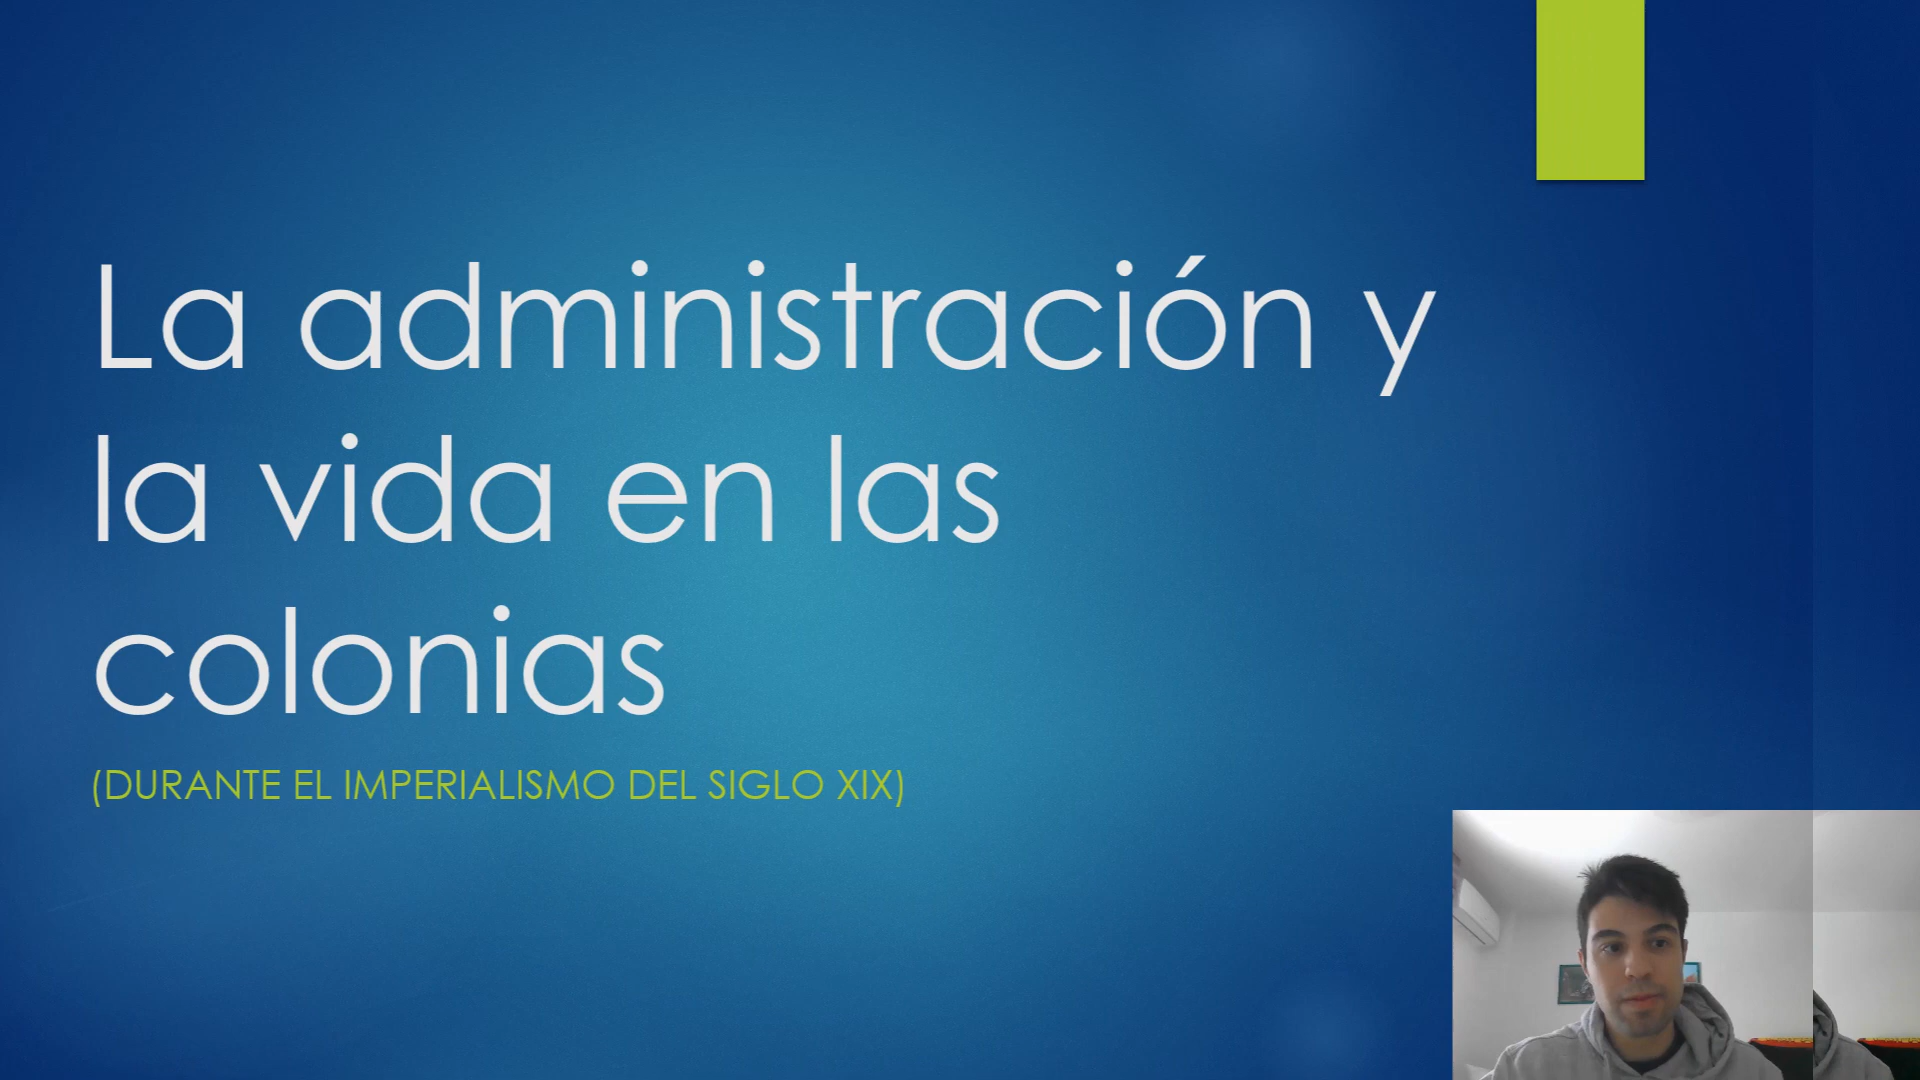 La administración y
la vida en las
colonias
(DURANTE EL IMPERIALISMO DEL SIGLO XIX)